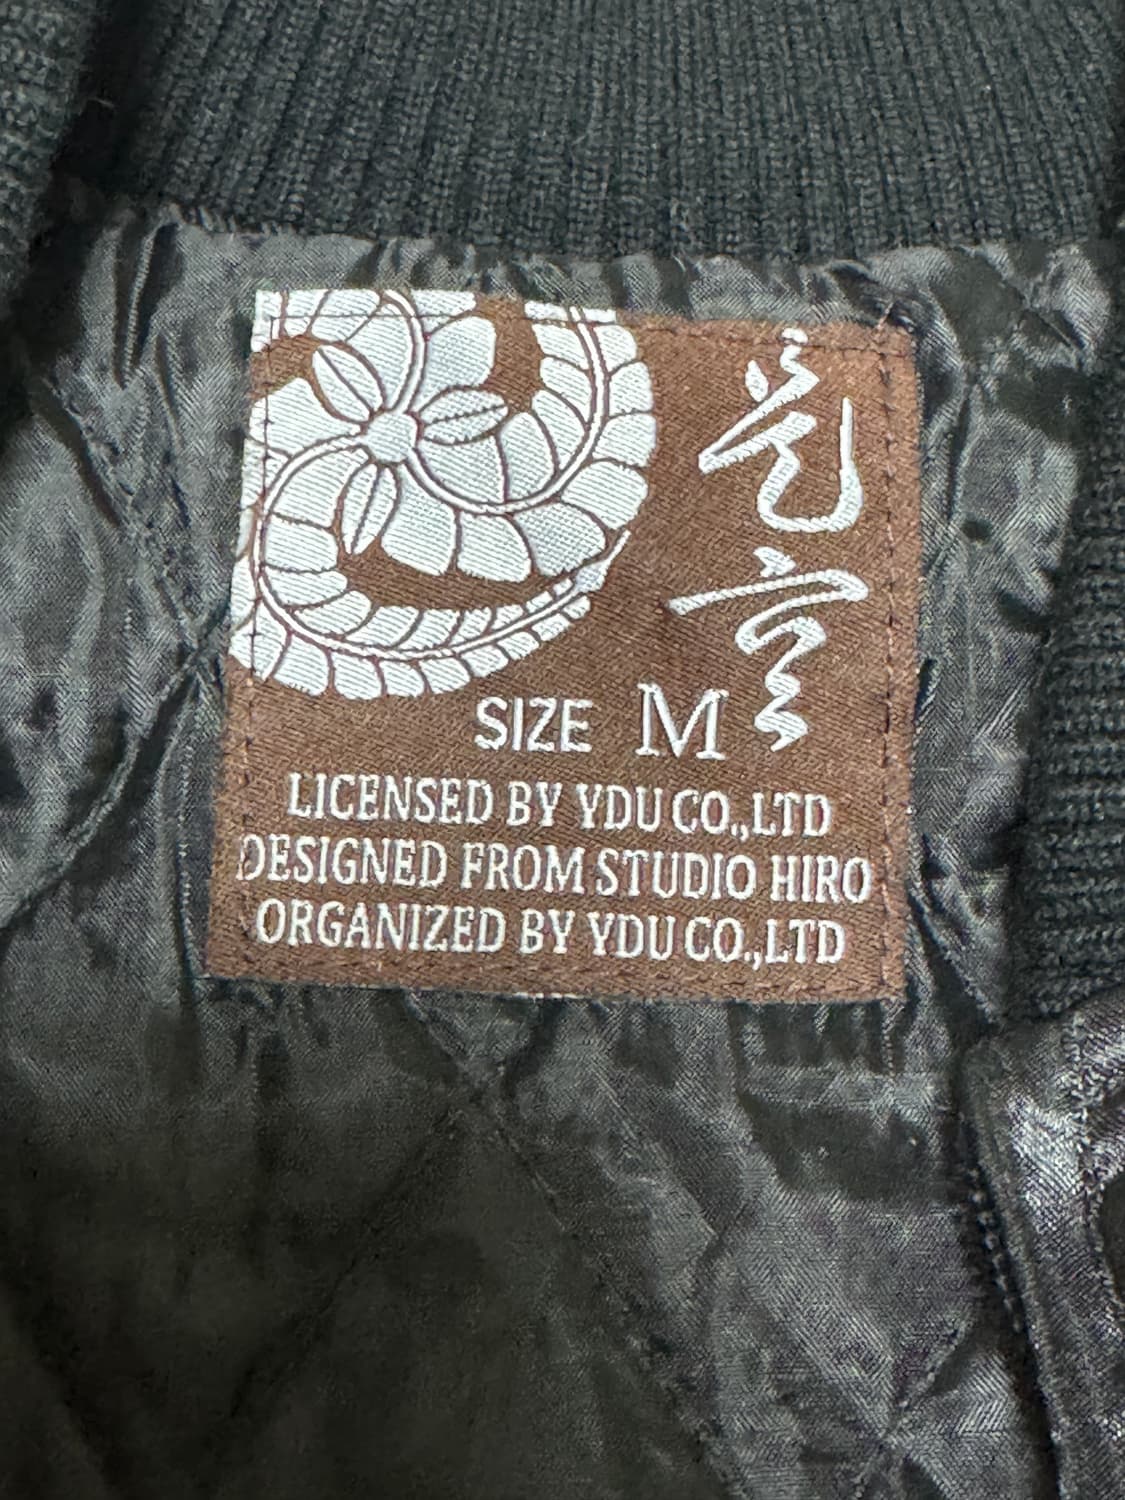 SIZE M
LICENSED BY YDU CO.,LTD
DESIGNED FROM STUDIO HIRO
ORGANIZED BY YDU CO.,LTD